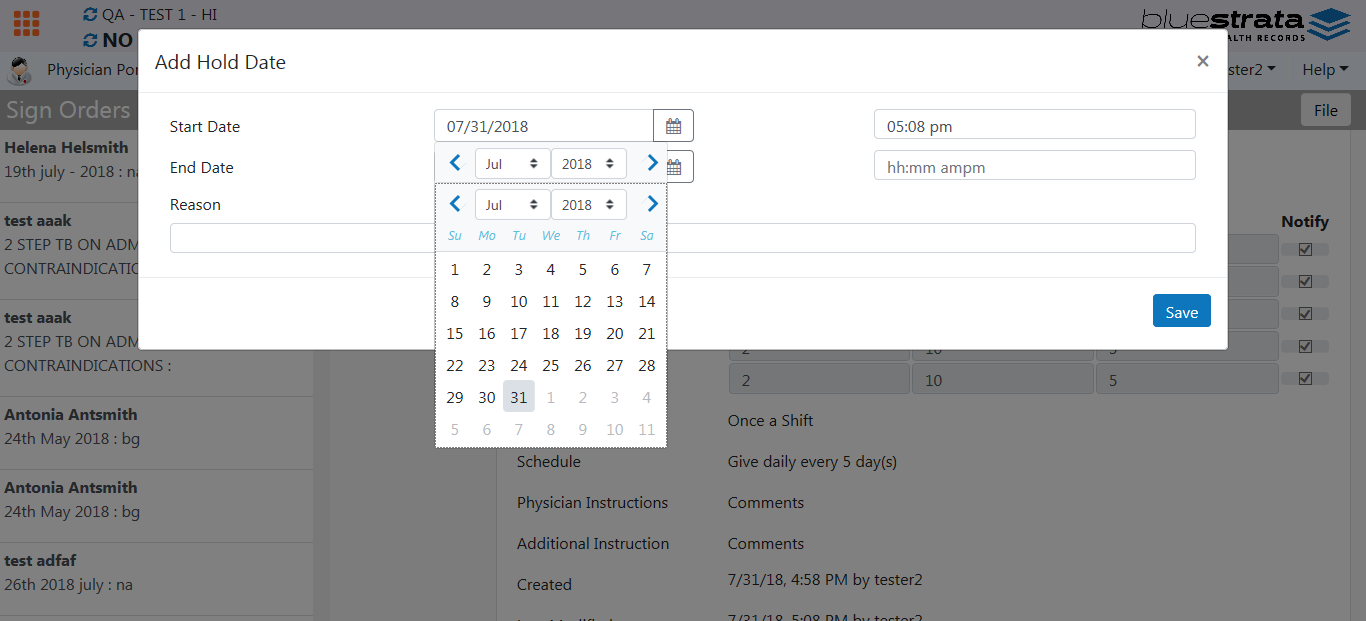 QA - TEST 1 - HI
NO
bluestrata
ALTH RECORDS
Physician Por
ster2
Help
Sign Orders
File
Add Hold Date
×
Start Date
07/31/2018
05:08 pm
End Date
hh:mm ampm
Reason
Jul 2018
Jul 2018
Su Mo Tu We Th Fr Sa
1 2 3 4 5 6 7
8 9 10 11 12 13 14
15 16 17 18 19 20 21
22 23 24 25 26 27 28
29 30 31 1 2 3 4
5 6 7 8 9 10 11
Save
Helena Helsmith
19th july - 2018 : na
test aaak
2 STEP TB ON ADM
CONTRAINDICATIO
test aaak
2 STEP TB ON ADM
CONTRAINDICATIONS :
Antonia Antsmith
24th May 2018 : bg
Antonia Antsmith
24th May 2018 : bg
test adfaf
26th 2018 july : na
Notify
2 10 5
2 10 5
Once a Shift
Schedule
Give daily every 5 day(s)
Physician Instructions
Comments
Additional Instruction
Comments
Created
7/31/18, 4:58 PM by tester2
7/31/18, 5:08 PM by tester2